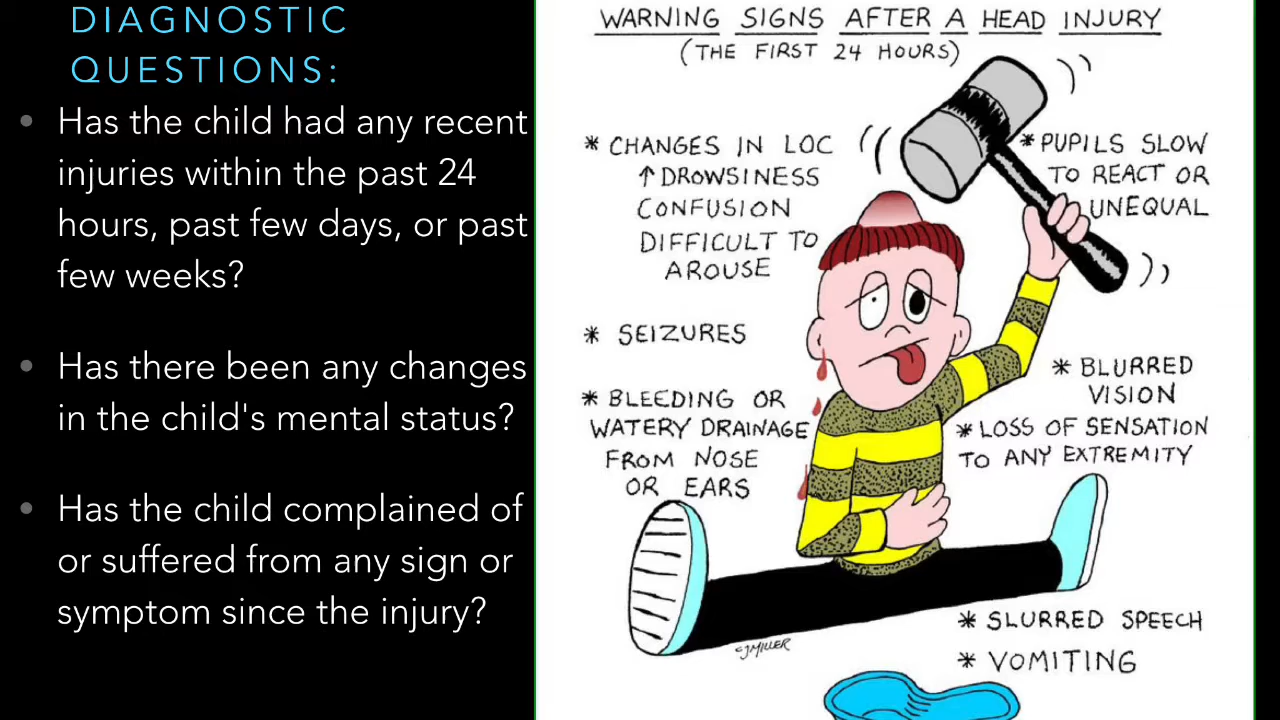 DIAGNOSTIC
QUESTIONS:
• Has the child had any recent
injuries within the past 24
hours, past few days, or past
few weeks?
• Has there been any changes
in the child's mental status?
• Has the child complained of
or suffered from any sign or
symptom since the injury?
WARNING SIGNS AFTER A HEAD INJURY
(THE FIRST 24 HOURS)
* CHANGES IN LOC
↑ DROWSINESS
CONFUSION
DIFFICULT TO
AROUSE
* SEIZURES
* BLEEDING OR
WATERY DRAINAGE
FROM NOSE
OR EARS
* PUPILS SLOW
TO REACT OR
UNEQUAL
* BLURRED
VISION
* LOSS OF SENSATION
TO ANY EXTREMITY
* SLURRED SPEECH
* VOMITING
CJMILLER